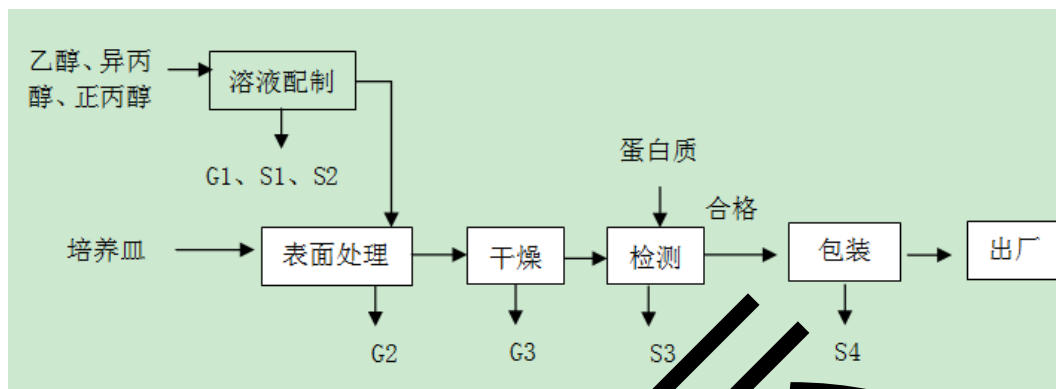 乙醇、异丙
醇、正丙醇
溶液配制
G1、S1、S2
蛋白质
合格
培养皿
表面处理
干燥
检测
包装
出厂
G2
G3
S3
S4